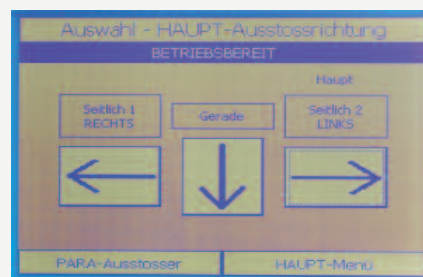 Auswahl - HAUPT-Ausstossrichtung
BETRIEBSBEREIT
Haupt
Seitlich 1
RECHTS
Gerade
Seitlich 2
LINKS
PARA-Ausstosser
HAUPT-Menü